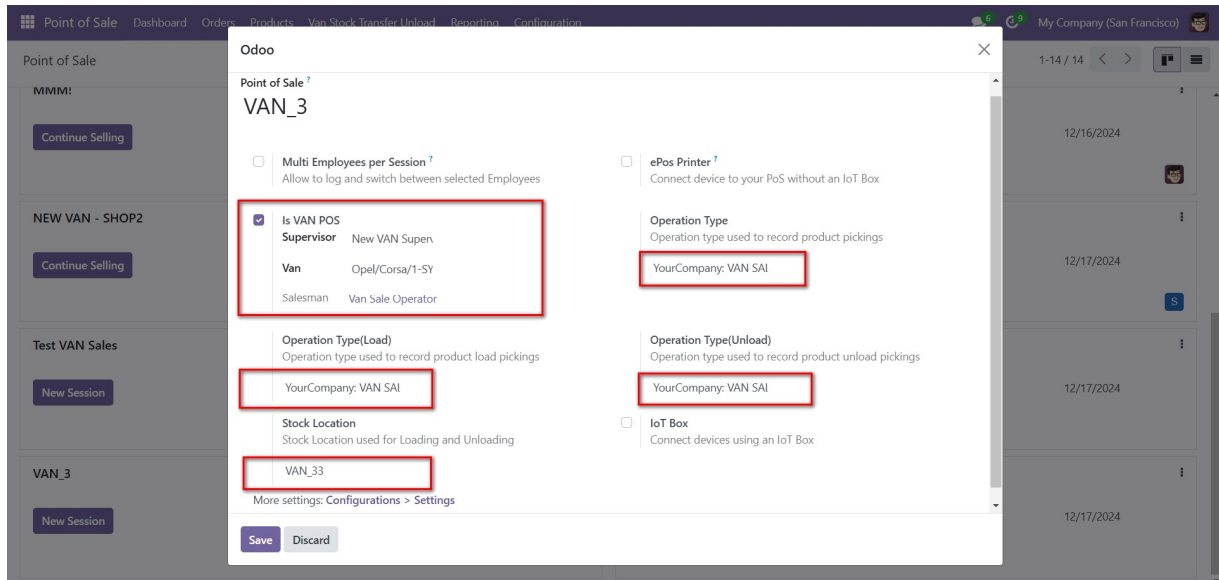 Point of Sale Dashboard Orders Products Van Stock Transfer Unload Reporting Configuration 6 9 My Company (San Francisco)
Point of Sale
1-14 / 14
MMM!
Continue Selling
12/16/2024
NEW VAN - SHOP2
Continue Selling
12/17/2024
S
Test VAN Sales
New Session
12/17/2024
VAN_3
New Session
12/17/2024
Odoo
Point of Sale ?
VAN_3
Multi Employees per Session ?
Allow to log and switch between selected Employees
ePos Printer ?
Connect device to your PoS without an IoT Box
Is VAN POS
Supervisor New VAN Super
Van Opel/Corsa/1-SY
Salesman Van Sale Operator
Operation Type
Operation type used to record product pickings
YourCompany: VAN SAL
Operation Type(Load)
Operation type used to record product load pickings
YourCompany: VAN SAL
Operation Type(Unload)
Operation type used to record product unload pickings
YourCompany: VAN SAL
Stock Location
Stock Location used for Loading and Unloading
VAN_33
IoT Box
Connect devices using an IoT Box
More settings: Configurations > Settings
Save Discard